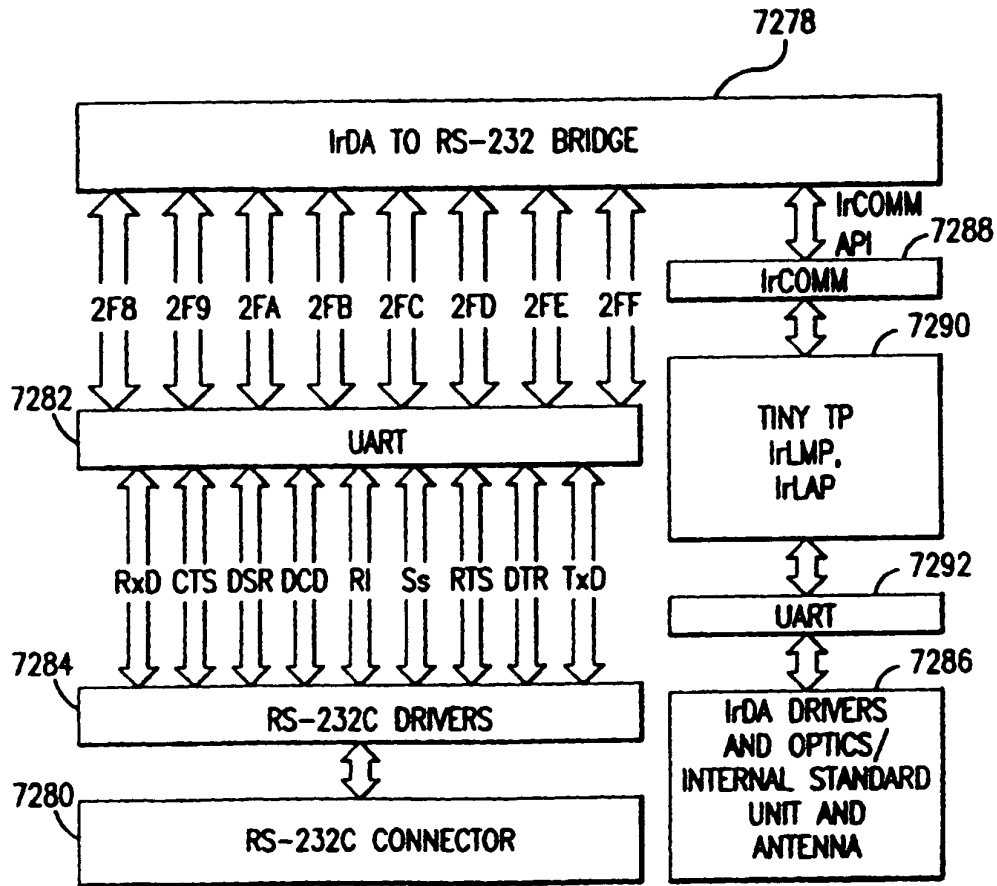 7278
IrDA TO RS-232 BRIDGE
IrCOMM
API
7288
2F8 2F9 2FA 2FB 2FC 2FD 2FE 2FF
IrCOMM
7290
7282
UART
TINY TP
IrLMP,
IrLAP
RxD CTS DSR DCD RI Ss RTS DTR TxD
7292
UART
7284
7286
RS-232C DRIVERS
IrDA DRIVERS
AND OPTICS/
INTERNAL STANDARD
UNIT AND
ANTENNA
7280
RS-232C CONNECTOR